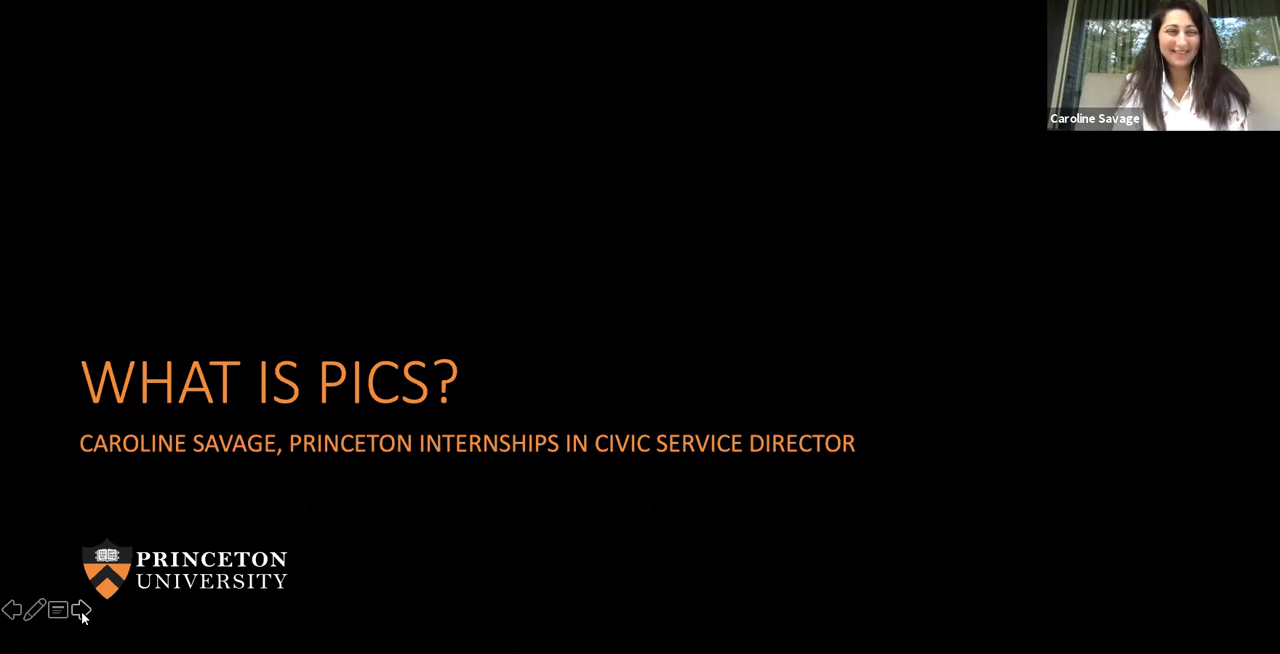 Caroline Savage
WHAT IS PICS?
CAROLINE SAVAGE, PRINCETON INTERNSHIPS IN CIVIC SERVICE DIRECTOR
PRINCETON
UNIVERSITY